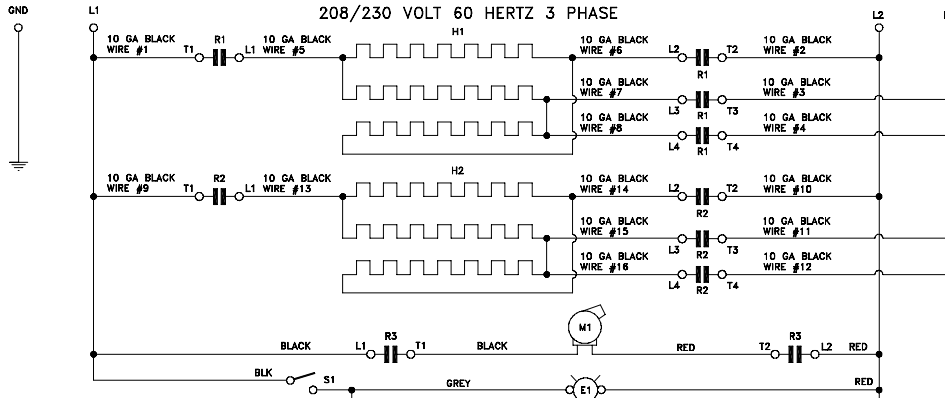 208/230 VOLT 60 HERTZ 3 PHASE
GND
L1
L2
H1
10 GA BLACK
WIRE #1
T1
R1
L1
10 GA BLACK
WIRE #5
10 GA BLACK
WIRE #6
L2
R1
T2
10 GA BLACK
WIRE #2
10 GA BLACK
WIRE #7
L3
R1
T3
10 GA BLACK
WIRE #3
10 GA BLACK
WIRE #8
L4
R1
T4
10 GA BLACK
WIRE #4
H2
10 GA BLACK
WIRE #9
T1
R2
L1
10 GA BLACK
WIRE #13
10 GA BLACK
WIRE #14
L2
R2
T2
10 GA BLACK
WIRE #10
10 GA BLACK
WIRE #15
L3
R2
T3
10 GA BLACK
WIRE #11
10 GA BLACK
WIRE #16
L4
R2
T4
10 GA BLACK
WIRE #12
M1
BLACK
L1
R3
T1
BLACK
RED
T2
R3
L2
RED
BLK
S1
GREY
E1
RED